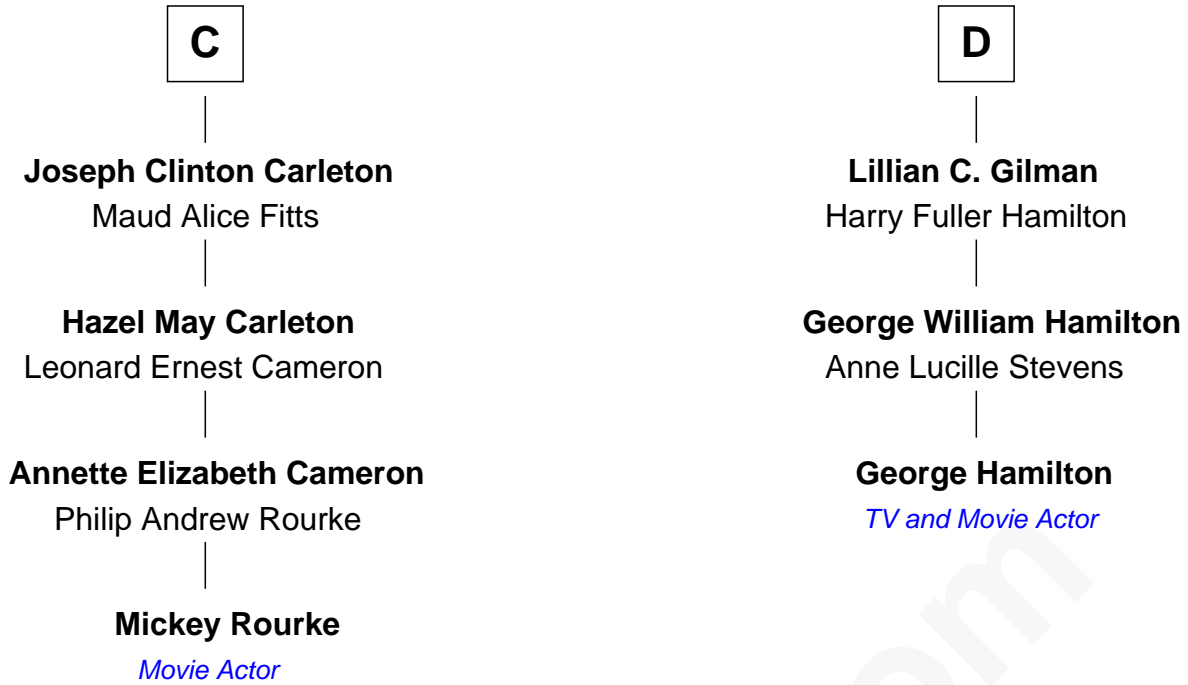 C
Joseph Clinton Carleton
Maud Alice Fitts
Hazel May Carleton
Leonard Ernest Cameron
Annette Elizabeth Cameron
Philip Andrew Rourke
Mickey Rourke
Movie Actor
D
Lillian C. Gilman
Harry Fuller Hamilton
George William Hamilton
Anne Lucille Stevens
George Hamilton
TV and Movie Actor
om